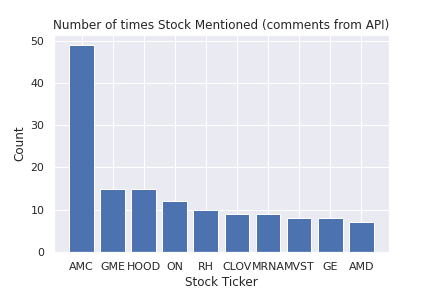 Number of times Stock Mentioned (comments from API)
50
40
30
20
10
0
Count
AMC GME HOOD ON RH CLOV MRNA MVST GE AMD
Stock Ticker